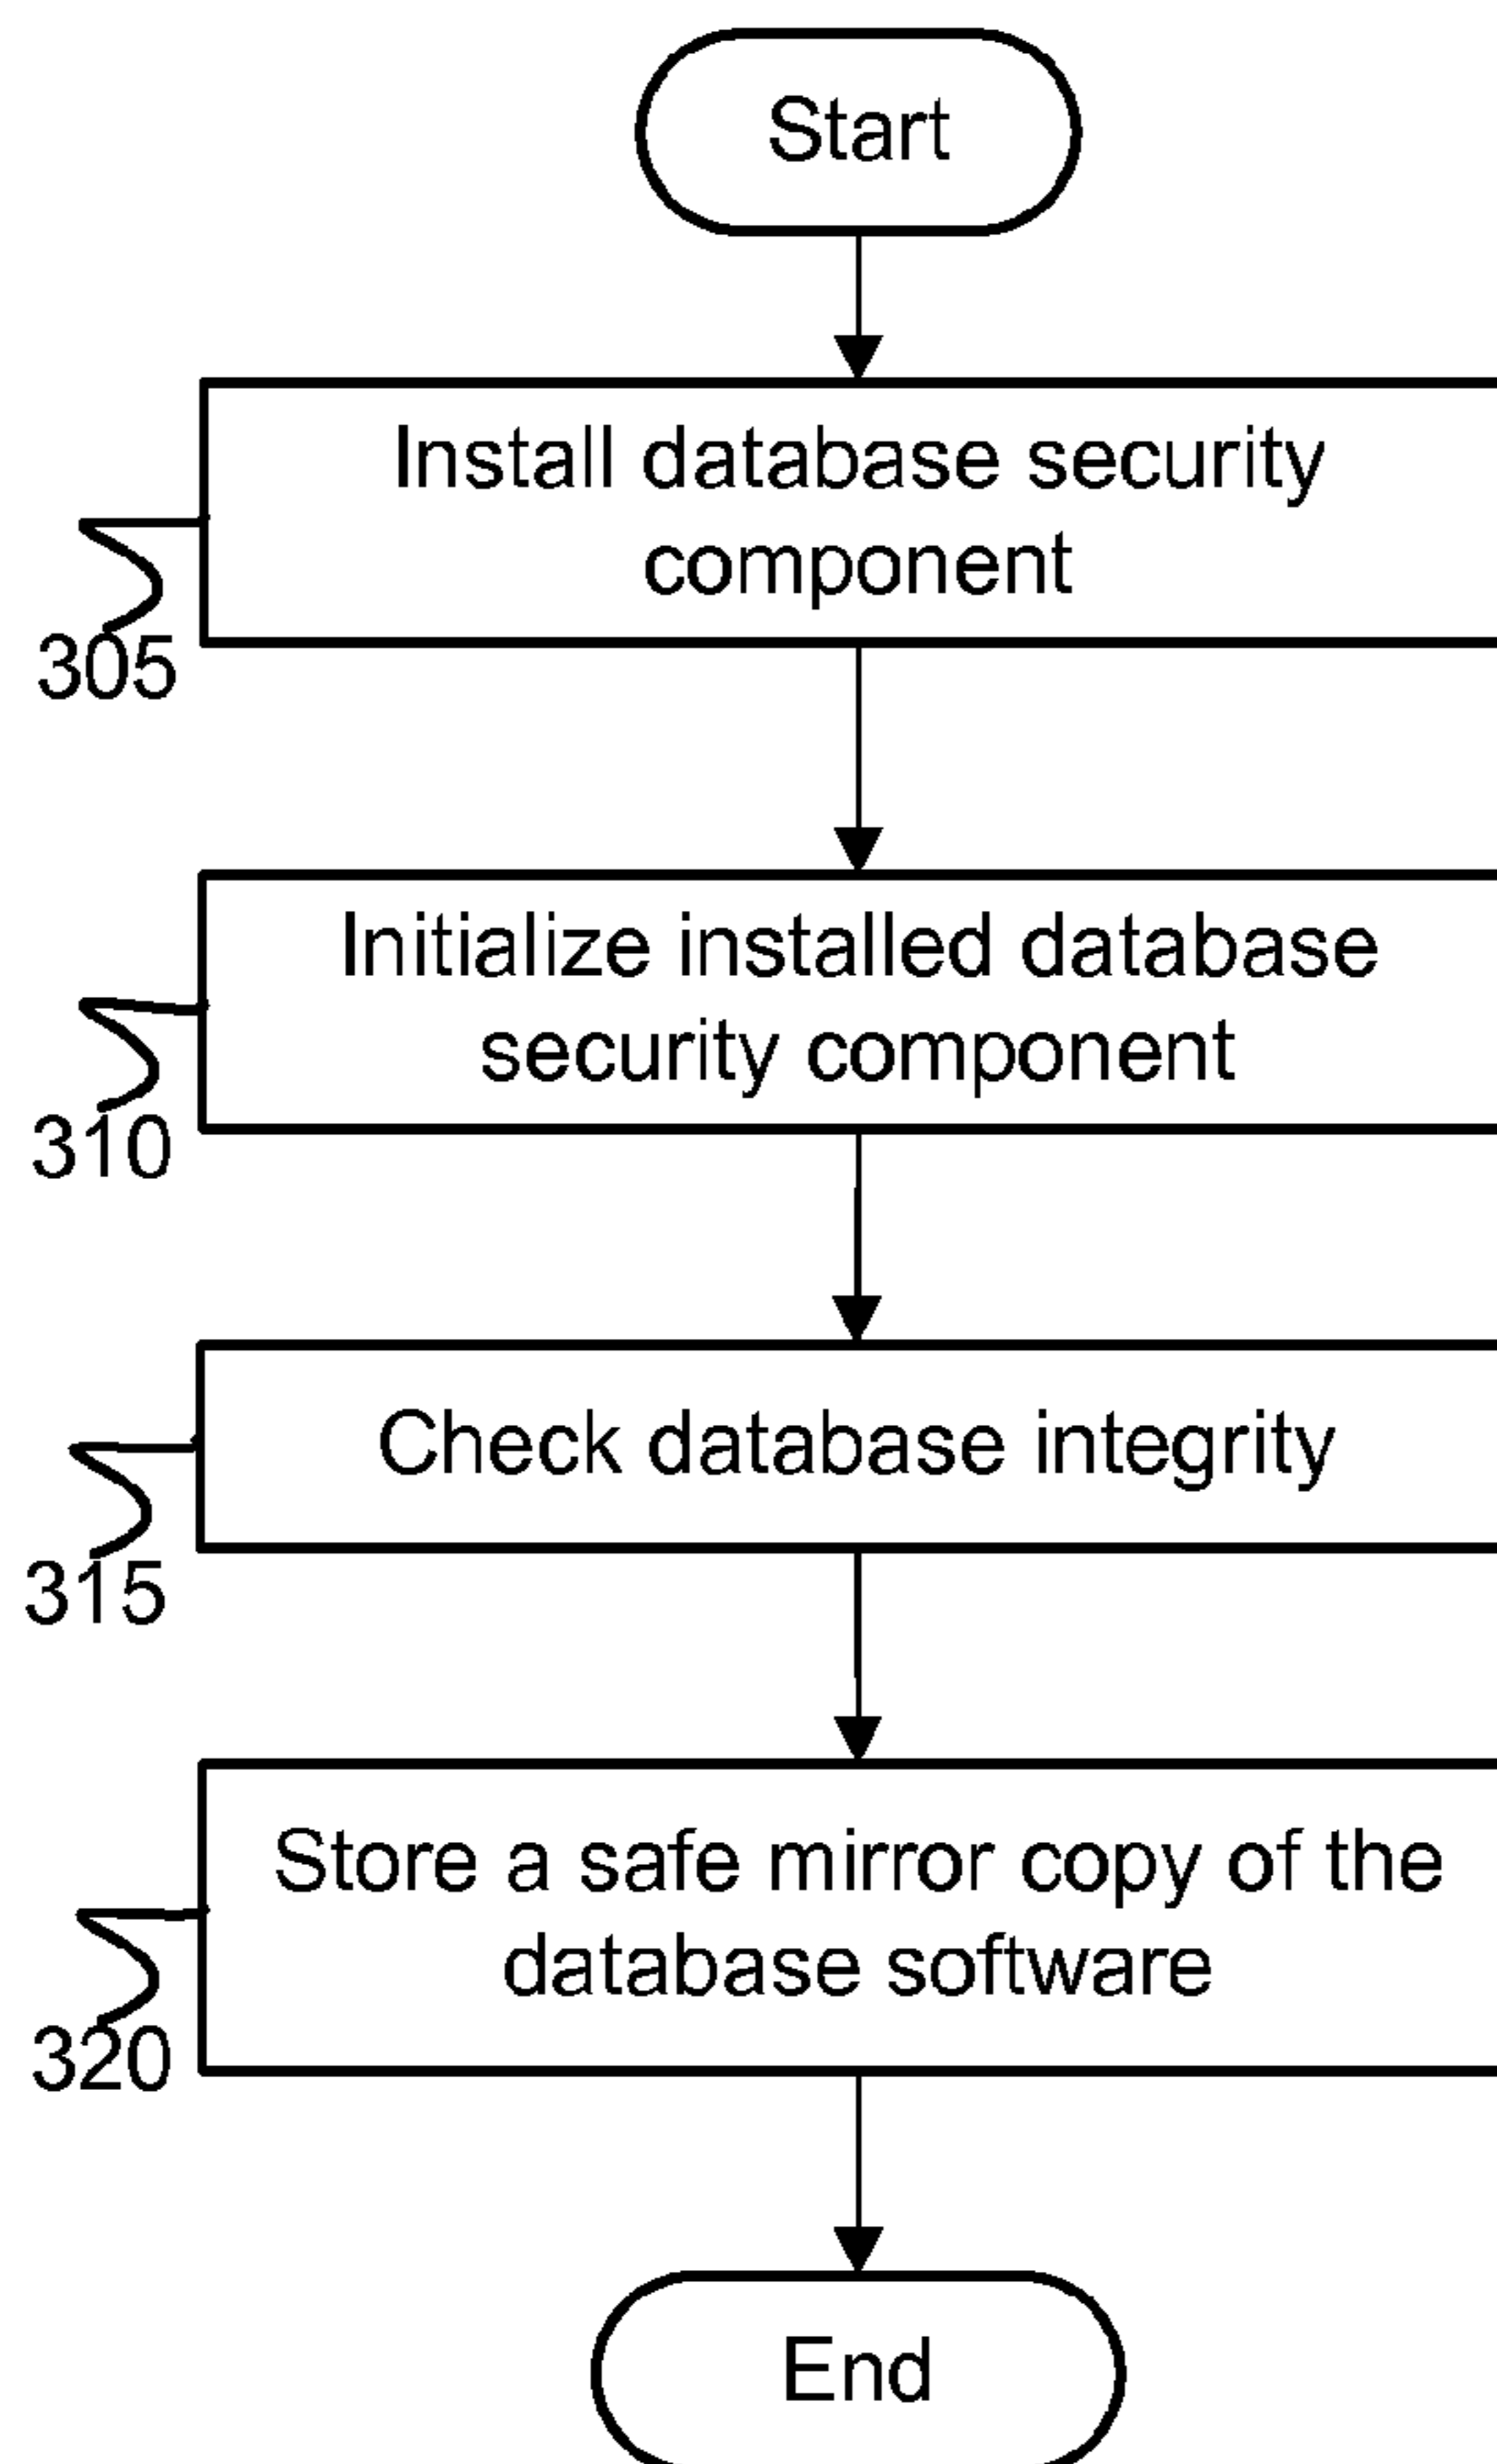 Start
Install database security
component
305
Initialize installed database
security component
310
Check database integrity
315
Store a safe mirror copy of the
database software
320
End